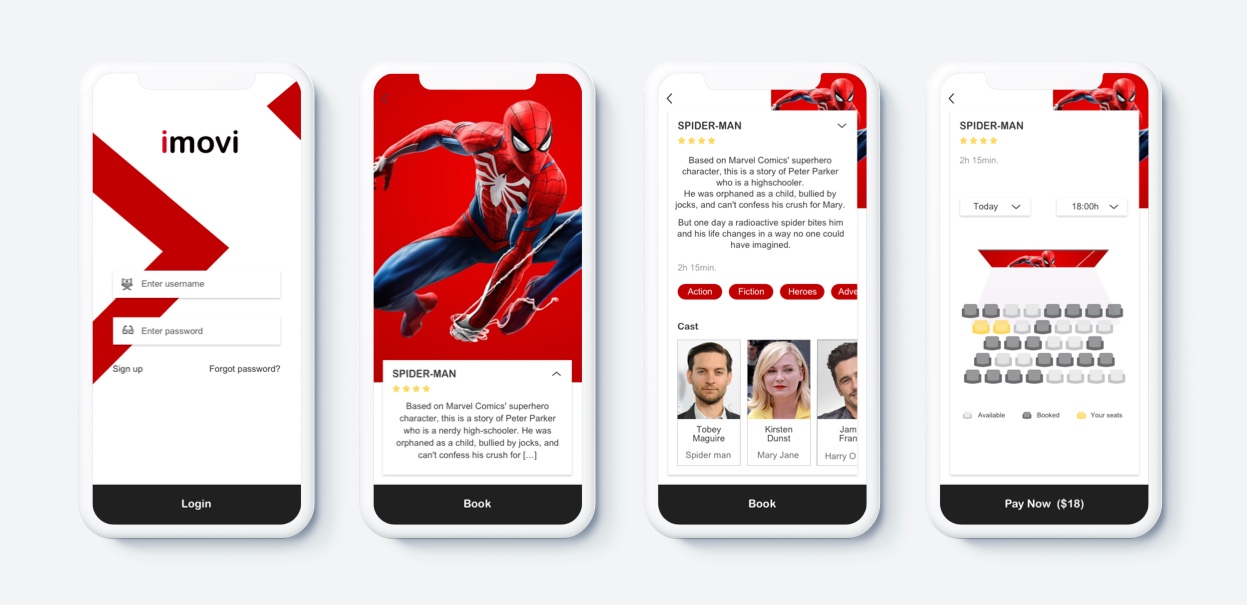 imovi
Enter username
Enter password
Sign up
Forgot password?
Login
SPIDER-MAN
Based on Marvel Comics' superhero
character, this is a story of Peter Parker
who is a nerdy high-schooler. He was
orphaned as a child, bullied by jocks, and
can't confess his crush for [...]
Book
SPIDER-MAN
Based on Marvel Comics' superhero
character, this is a story of Peter Parker
who is a highschooler.
He was orphaned as a child, bullied by
jocks, and can't confess his crush for Mary.
But one day a radioactive spider bites him
and his life changes in a way no one could
have imagined.
2h 15min.
Action
Fiction
Heroes
Adve
Cast
Tobey
Maguire
Spider man
Kirsten
Dunst
Mary Jane
Jam
Fran
Harry O
Book
SPIDER-MAN
2h 15min.
Today
18:00h
Available
Booked
Your seats
Pay Now ($18)